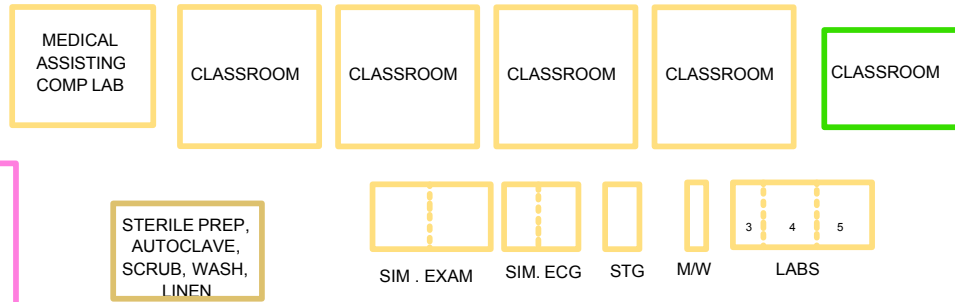 MEDICAL
ASSISTING
COMP LAB
CLASSROOM
CLASSROOM
CLASSROOM
CLASSROOM
CLASSROOM
STERILE PREP,
AUTOCLAVE,
SCRUB, WASH,
LINEN
SIM . EXAM
SIM. ECG
STG
M/W
3
4
5
LABS